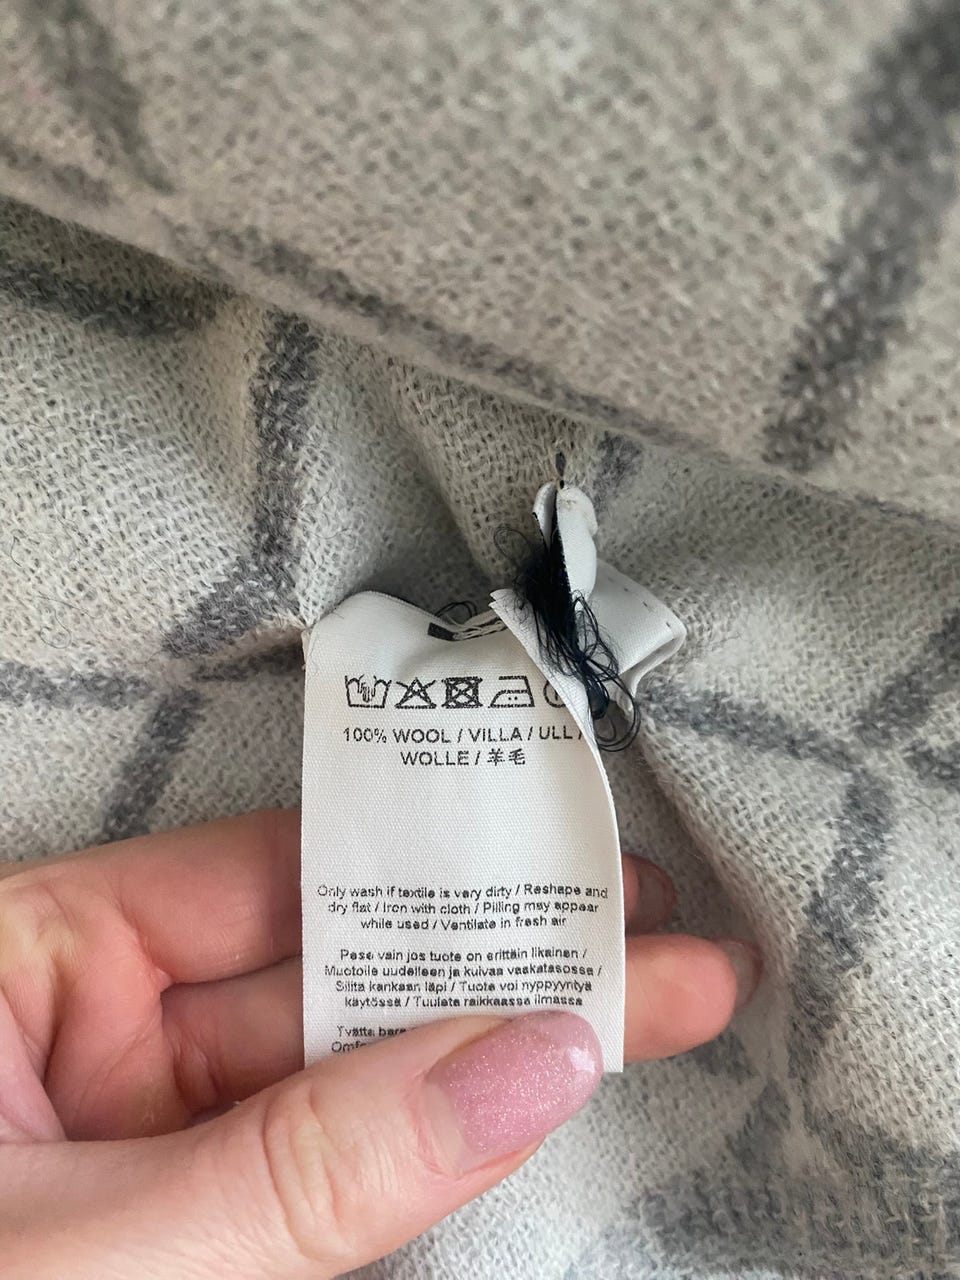 100% WOOL / VILLA / ULL /
WOLLE / 羊毛
Only wash if textile is very dirty / Reshape and
dry flat / Iron with cloth / Pilling may appear
while used / Ventilate in fresh air
Pese vain jos tuote on erittäin likainen /
Muotoile uudelleen ja kuivaa vaakatasossa /
Silitä kankaan läpi / Tuote voi nyppyyntyä
käytössä / Tuuleta raikkaassa ilmassa
Tvätta bara